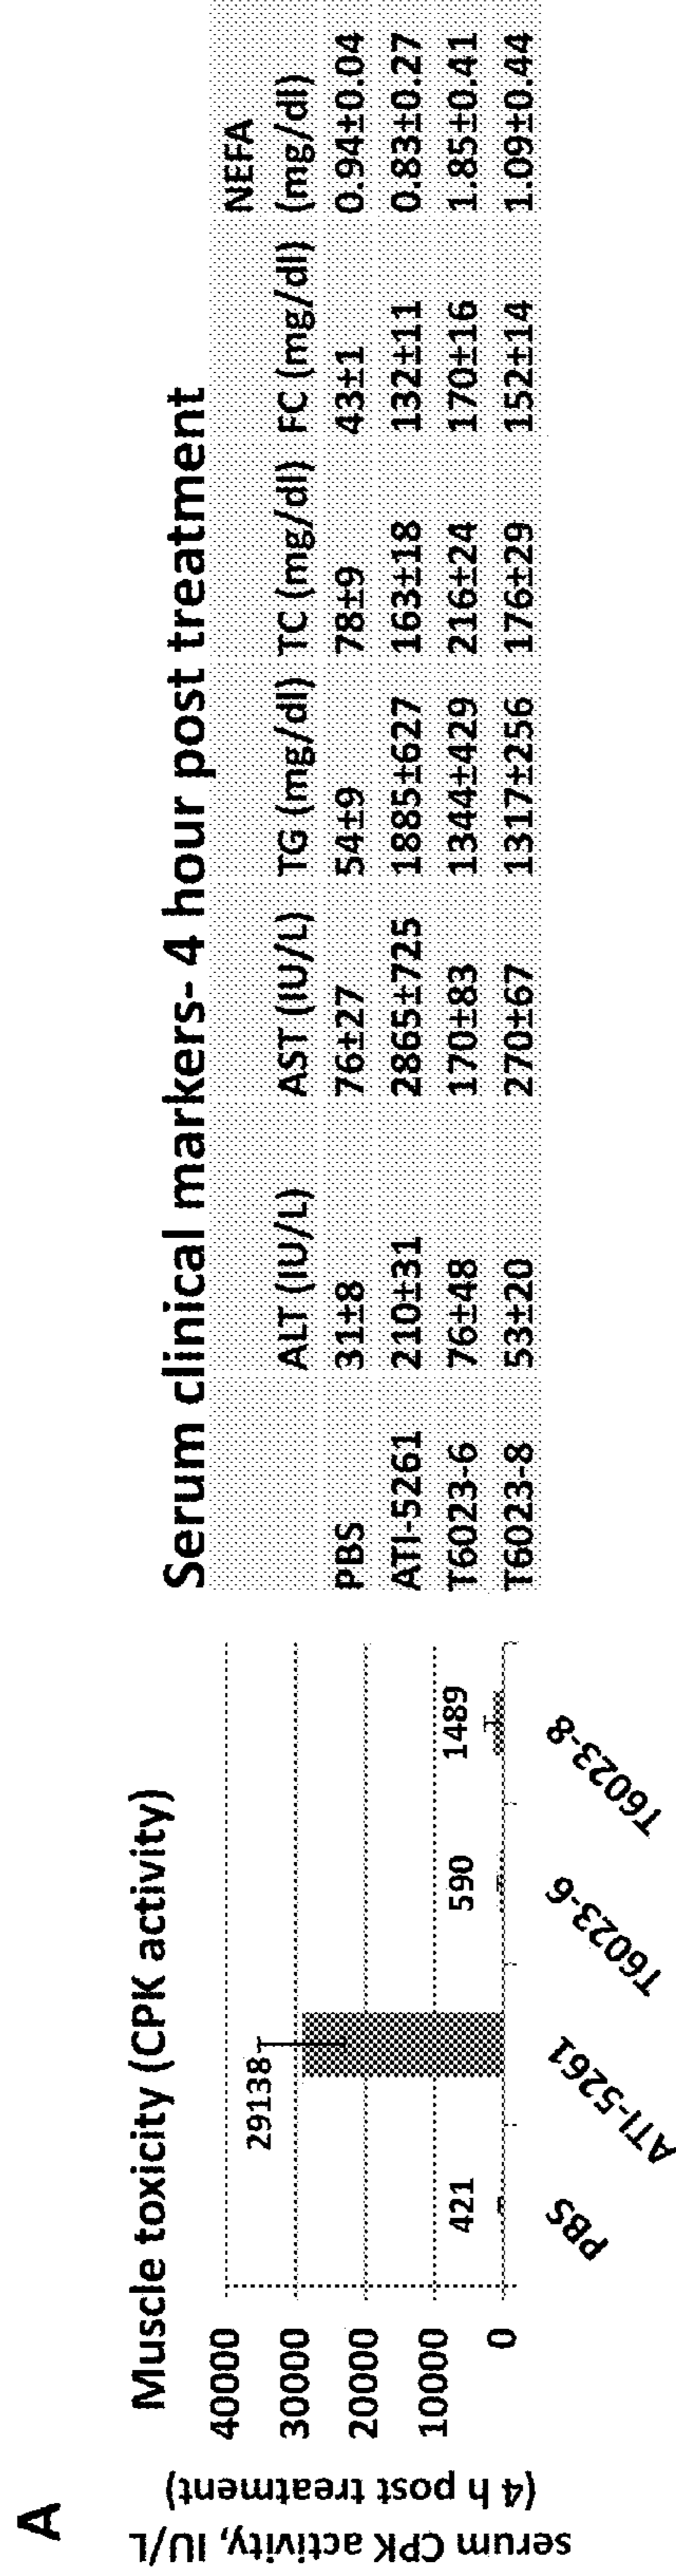 A
Muscle toxicity (CPK activity)
serum CPK activity, IU/L
(4 h post treatment)
40000
30000
20000
10000
0
421
29138
590
1489
PBS
ATI-5261
T6023-6
T6023-8
Serum clinical markers- 4 hour post treatment
ALT (IU/L) AST (IU/L) TG (mg/dl) TC (mg/dl) FC (mg/dl) NEFA (mg/dl)
PBS 31±8 76±27 54±9 78±9 43±1 0.94±0.04
ATI-5261 210±31 2865±725 1885±627 163±18 132±11 0.83±0.27
T6023-6 76±48 170±83 1344±429 216±24 170±16 1.85±0.41
T6023-8 53±20 270±67 1317±256 176±29 152±14 1.09±0.44